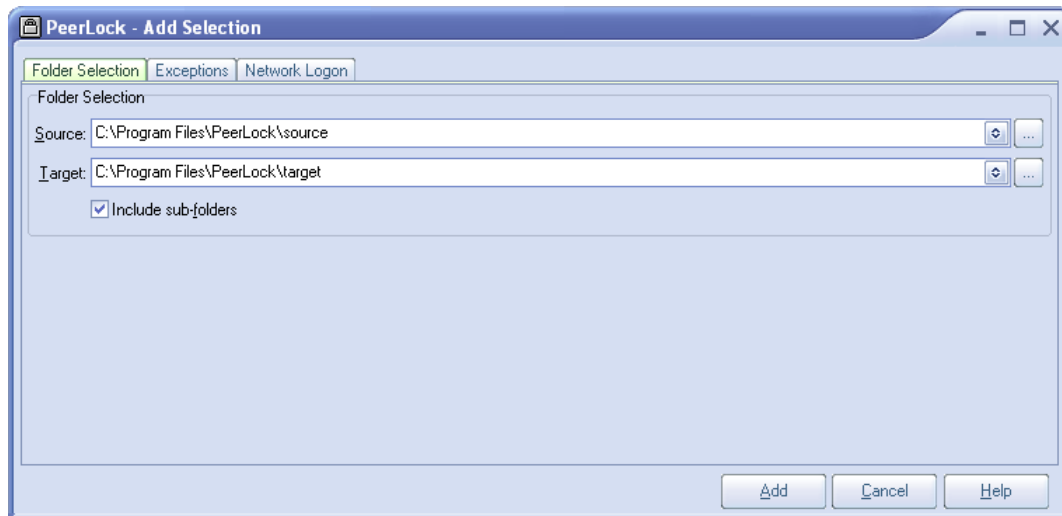 PeerLock - Add Selection
Folder Selection Exceptions Network Logon
Folder Selection
Source: C:\Program Files\PeerLock\source ...
Target: C:\Program Files\PeerLock\target ...
Include sub-folders
Add Cancel Help